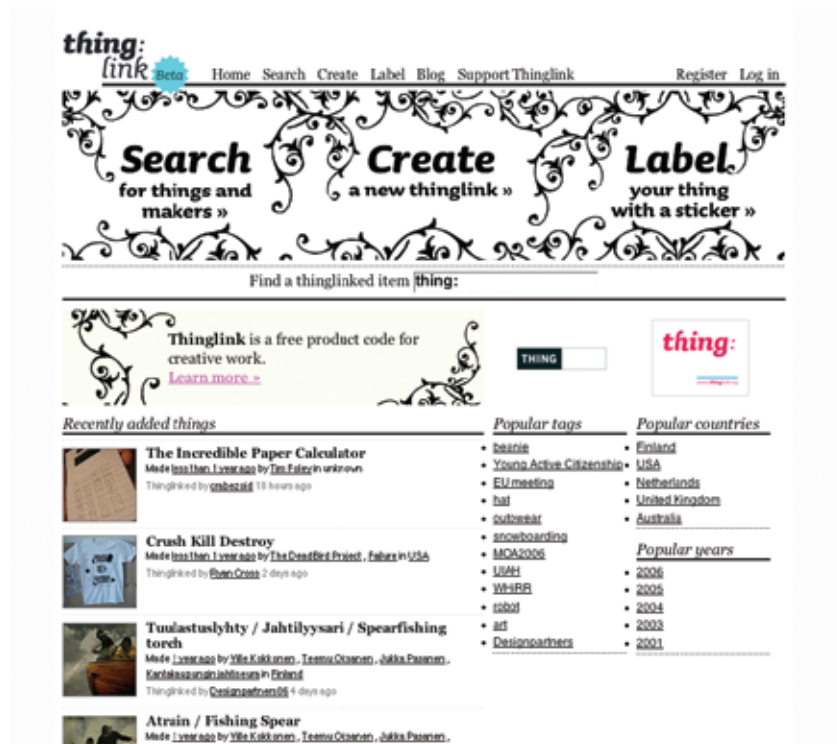 thing:
link Beta
Home Search Create Label Blog Support Thinglink Register Log in
Search
for things and
makers »
Create
a new thinglink »
Label
your thing
with a sticker »
Find a thinglinked item thing:
Thinglink is a free product code for
creative work.
Learn more »
THING
thing:
Recently added things
The Incredible Paper Calculator
Made less than 1 year ago by Tim Foley in unknown
Thinglinked by crabezsid 18 hours ago
Crush Kill Destroy
Made less than 1 year ago by The DeadBird Project , Failure in USA
Thinglinked by Ryan Cross 2 days ago
Tuulastuslyhty / Jahtilyysari / Spearfishing
torch
Made 1 year ago by Ville Kokkonen , Teemu Oksanen , Jukka Pasanen ,
in Finland
Thinglinked by Designpartners06 4 days ago
Atrain / Fishing Spear
Made 1 year ago by Ville Kokkonen , Teemu Oksanen , Jukka Pasanen ,
Popular tags
beanie
Young Active Citizenship
EU meeting
hat
outowear
snowboarding
MOA2006
UIAH
WHiRR
robot
art
Designpartners
Popular countries
Finland
USA
Netherlands
United Kingdom
Australia
Popular years
2006
2005
2004
2003
2001